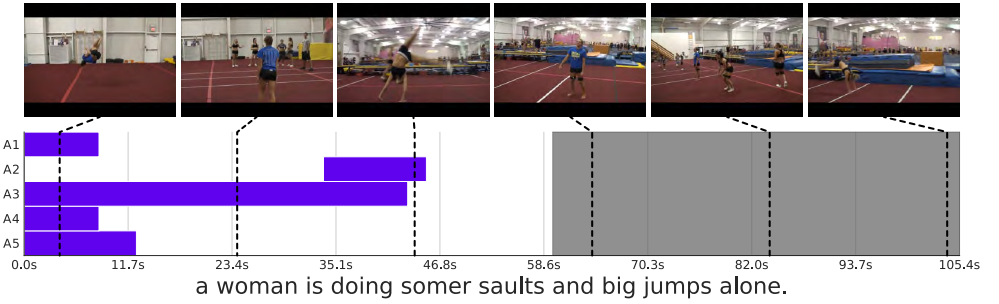 A1
A2
A3
A4
A5
0.0s 11.7s 23.4s 35.1s 46.8s 58.6s 70.3s 82.0s 93.7s 105.4s
a woman is doing somer saults and big jumps alone.